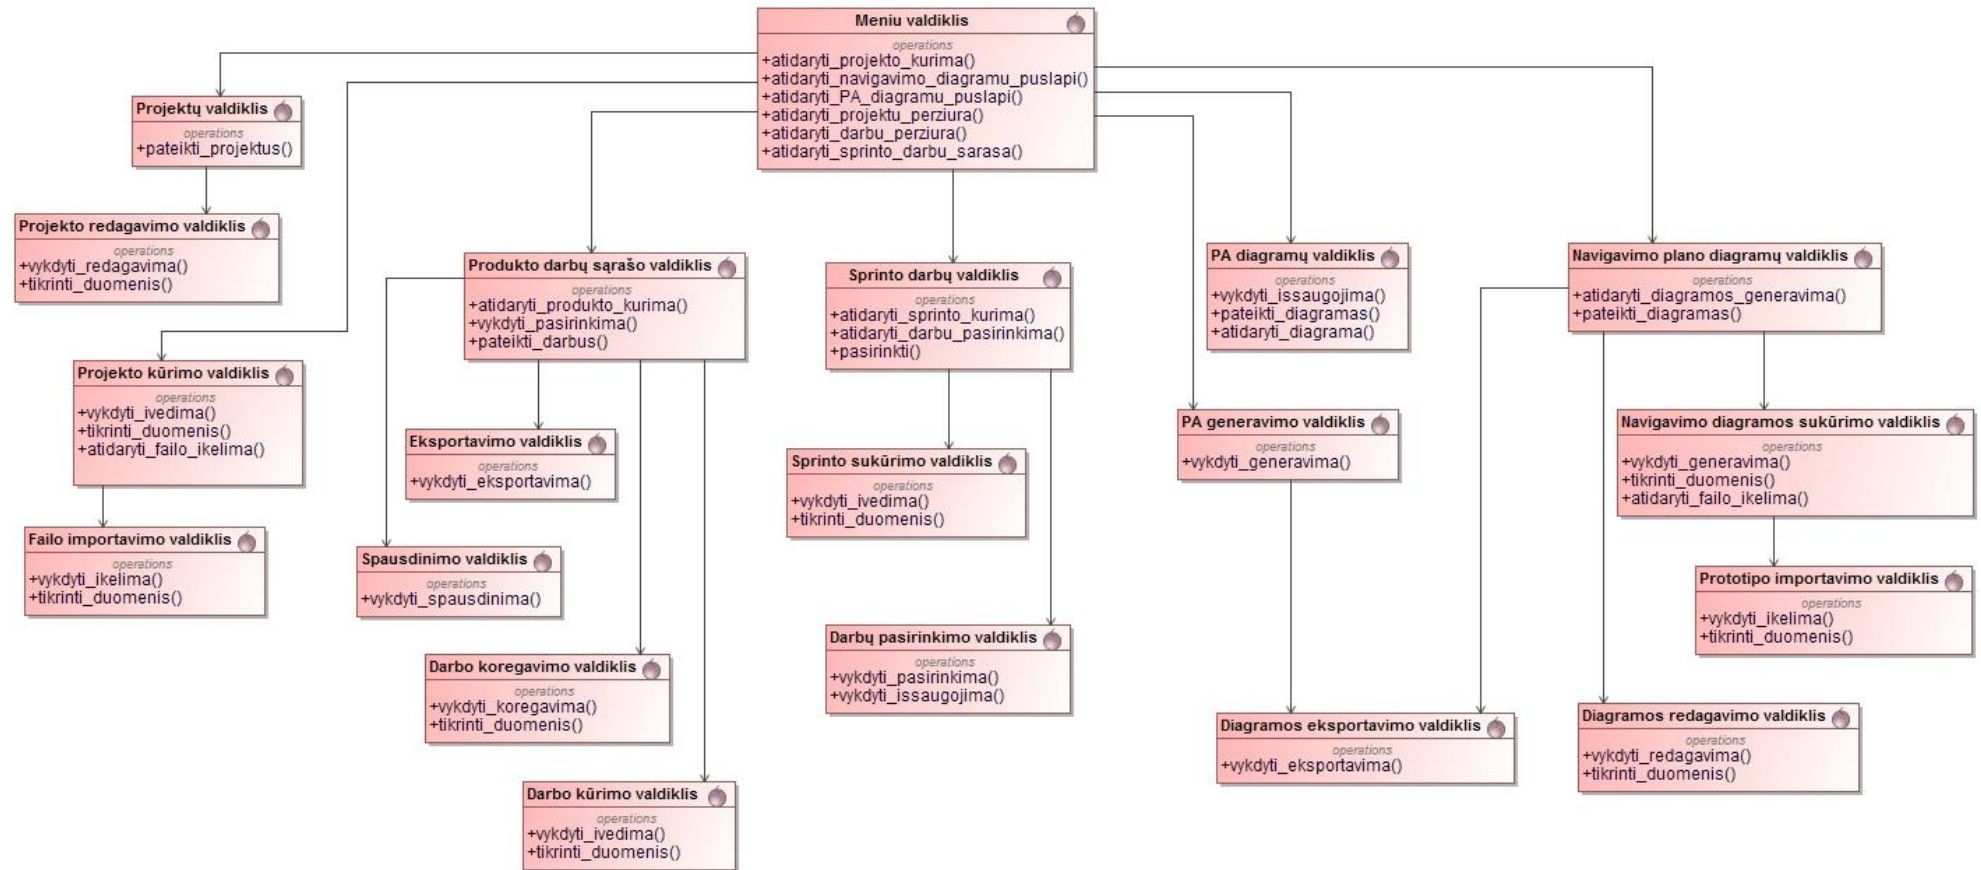 Meniu valdiklis
operations
+atidaryti_projekto_kurima()
+atidaryti_navigavimo_diagramu_puslapi()
+atidaryti_PA_diagramu_puslapi()
+atidaryti_projektu_perziura()
+atidaryti_darbu_perziura()
+atidaryti_sprinto_darbu_sarasa()
Projektų valdiklis
operations
+pateikti_projektus()
Projekto redagavimo valdiklis
operations
+vykdyti_redagavima()
+tikrinti_duomenis()
Produkto darbų sąrašo valdiklis
operations
+atidaryti_produkto_kurima()
+vykdyti_pasirinkima()
+pateikti_darbus()
Sprinto darbų valdiklis
operations
+atidaryti_sprinto_kurima()
+atidaryti_darbu_pasirinkima()
+pasirinkti()
PA diagramų valdiklis
operations
+vykdyti_issaugojima()
+pateikti_diagramas()
+atidaryti_diagrama()
Navigavimo plano diagramų valdiklis
operations
+atidaryti_diagramos_generavima()
+pateikti_diagramas()
Projekto kūrimo valdiklis
operations
+vykdyti_ivedima()
+tikrinti_duomenis()
+atidaryti_failo_ikelima()
Eksportavimo valdiklis
operations
+vykdyti_eksportavima()
Sprinto sukūrimo valdiklis
operations
+vykdyti_ivedima()
+tikrinti_duomenis()
PA generavimo valdiklis
operations
+vykdyti_generavima()
Navigavimo diagramos sukūrimo valdiklis
operations
+vykdyti_generavima()
+tikrinti_duomenis()
+atidaryti_failo_ikelima()
Failo importavimo valdiklis
operations
+vykdyti_ikelima()
+tikrinti_duomenis()
Spausdinimo valdiklis
operations
+vykdyti_spausdinima()
Prototipo importavimo valdiklis
operations
+vykdyti_ikelima()
+tikrinti_duomenis()
Darbo koregavimo valdiklis
operations
+vykdyti_koregavima()
+tikrinti_duomenis()
Darbų pasirinkimo valdiklis
operations
+vykdyti_pasirinkima()
+vykdyti_issaugojima()
Diagramos eksportavimo valdiklis
operations
+vykdyti_eksportavima()
Diagramos redagavimo valdiklis
operations
+vykdyti_redagavima()
+tikrinti_duomenis()
Darbo kūrimo valdiklis
operations
+vykdyti_ivedima()
+tikrinti_duomenis()